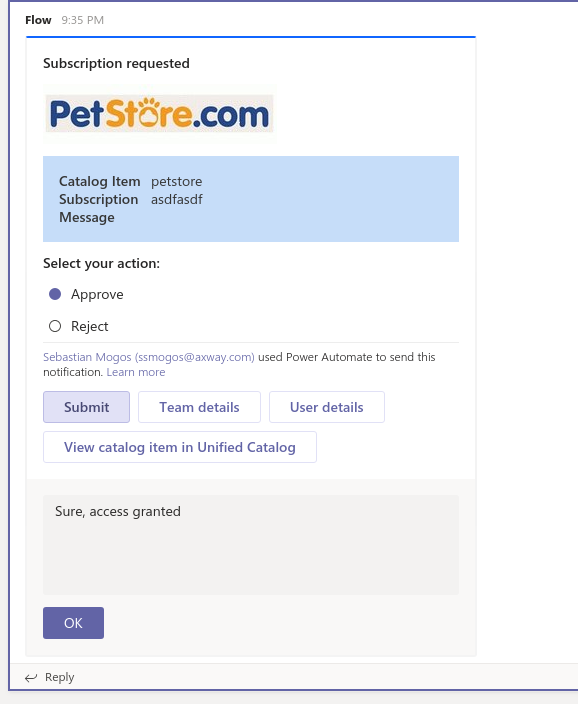 Flow 9:35 PM
Subscription requested
PetStore.com
Catalog Item petstore
Subscription asdfasdf
Message
Select your action:
Approve
Reject
Sebastian Mogos (ssmogos@axway.com) used Power Automate to send this
notification. Learn more
Submit Team details User details
View catalog item in Unified Catalog
Sure, access granted
OK
Reply